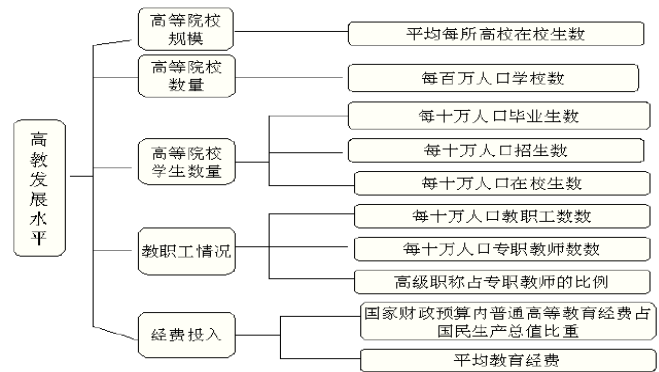 高教发展水平
高等院校
规模
平均每所高校在校生数
高等院校
数量
每百万人口学校数
高等院校
学生数量
每十万人口毕业生数
每十万人口招生数
每十万人口在校生数
教职工情况
每十万人口教职工数数
每十万人口专职教师数数
高级职称占专职教师的比例
经费投入
国家财政预算内普通高等教育经费占
国民生产总值比重
平均教育经费